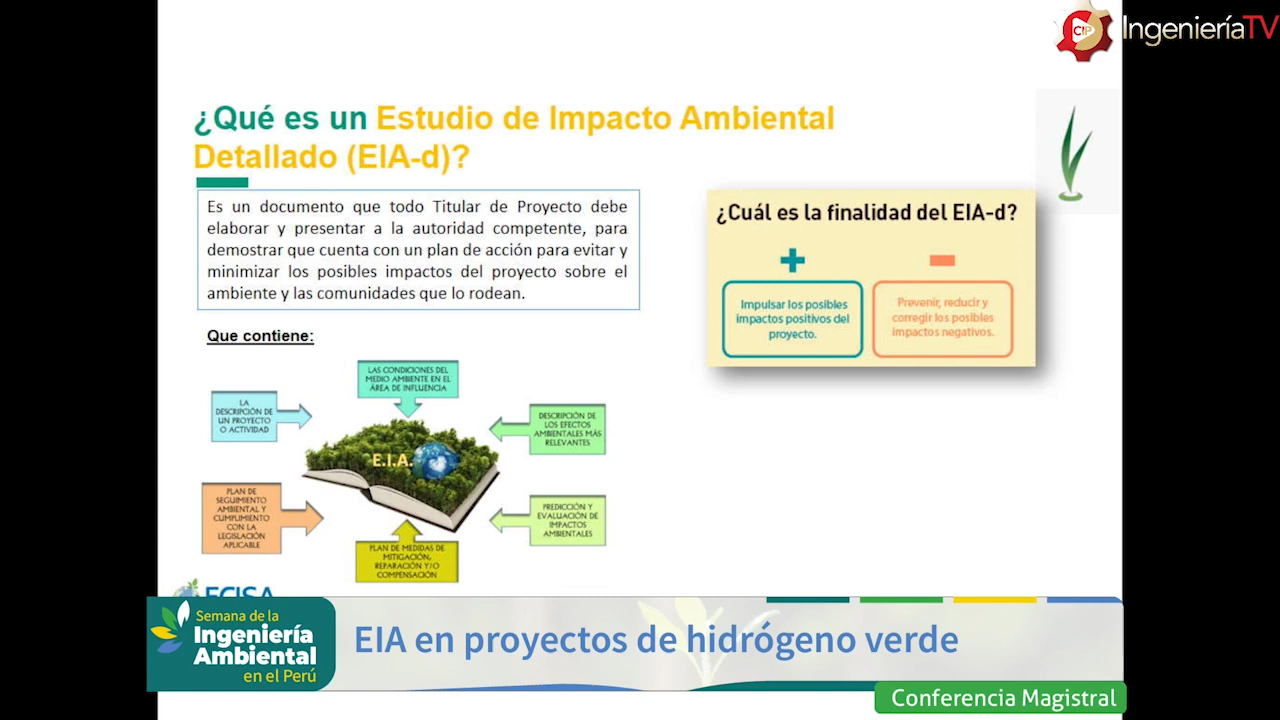 CIP IngenieríaTV
¿Qué es un Estudio de Impacto Ambiental
Detallado (EIA-d)?
Es un documento que todo Titular de Proyecto debe
elaborar y presentar a la autoridad competente, para
demostrar que cuenta con un plan de acción para evitar y
minimizar los posibles impactos del proyecto sobre el
ambiente y las comunidades que lo rodean.
¿Cuál es la finalidad del EIA-d?
+
-
Impulsar los posibles
impactos positivos del
proyecto.
Prevenir, reducir y
corregir los posibles
impactos negativos.
Que contiene:
LAS CONDICIONES DEL
MEDIO AMBIENTE EN EL
ÁREA DE INFLUENCIA
LA
DESCRIPCIÓN DE
UN PROYECTO
O ACTIVIDAD
DESCRIPCIÓN DE
LOS EFECTOS
AMBIENTALES MÁS
RELEVANTES
E.I.A.
PLAN DE
SEGUIMIENTO
AMBIENTAL Y
CUMPLIMIENTO
CON LA
LEGISLACIÓN
APLICABLE
PREDICCIÓN Y
EVALUACIÓN DE
IMPACTOS
AMBIENTALES
PLAN DE MEDIDAS DE
MITIGACIÓN,
REPARACIÓN Y/O
COMPENSACIÓN
ECISA
Semana de la
Ingeniería
Ambiental
en el Perú
EIA en proyectos de hidrógeno verde
Conferencia Magistral